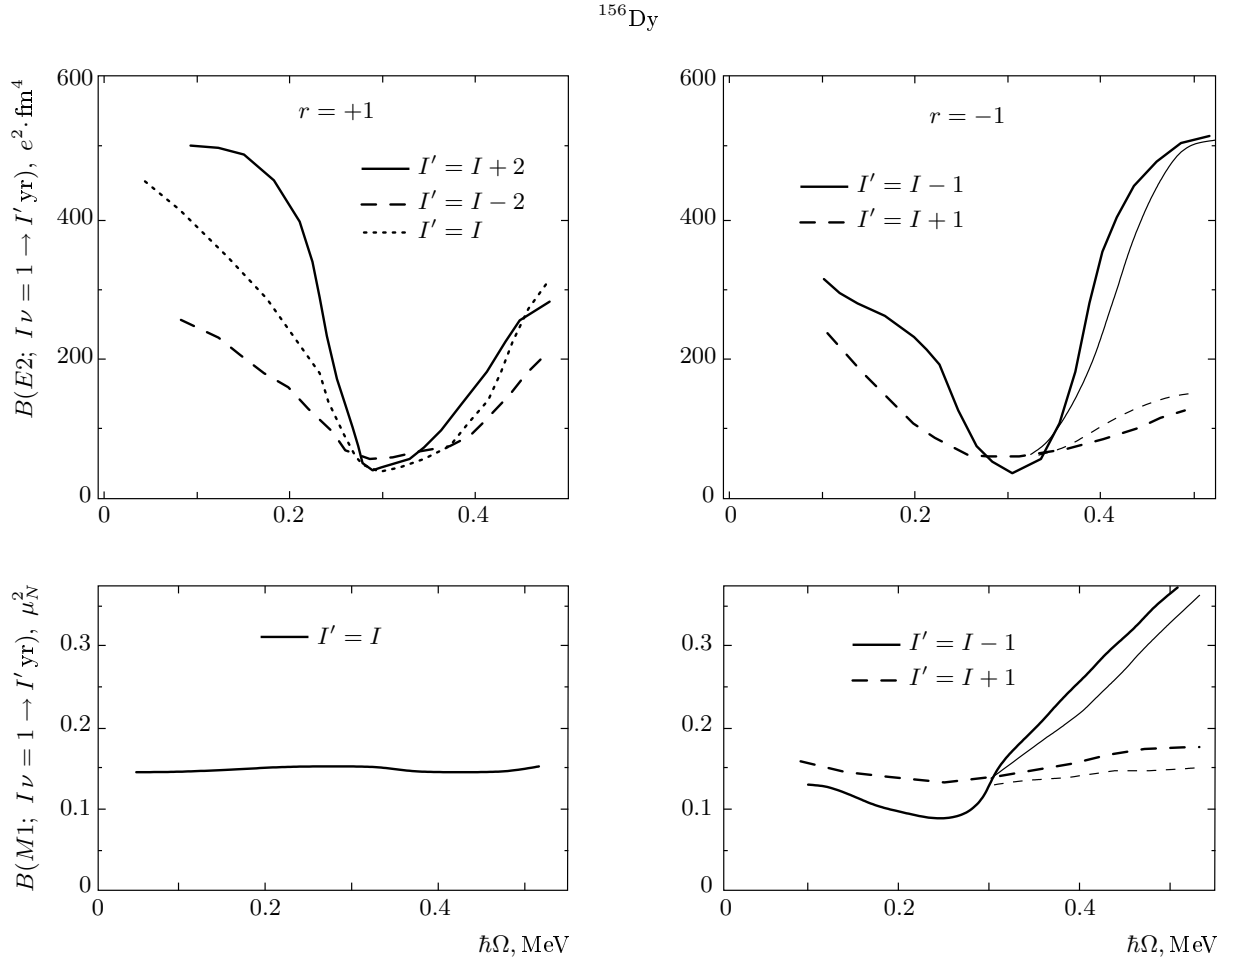 ¹⁵⁶Dy
B(E2; Iν = 1 → I′ yr), e²·fm⁴
600
400
200
0
0
0.2
0.4
r = +1
I′ = I + 2
I′ = I − 2
I′ = I
600
400
200
0
0
0.2
0.4
r = −1
I′ = I − 1
I′ = I + 1
B(M1; Iν = 1 → I′ yr), μ²_N
0.3
0.2
0.1
0
0
0.2
0.4
I′ = I
ℏΩ, MeV
0.3
0.2
0.1
0
0
0.2
0.4
I′ = I − 1
I′ = I + 1
ℏΩ, MeV